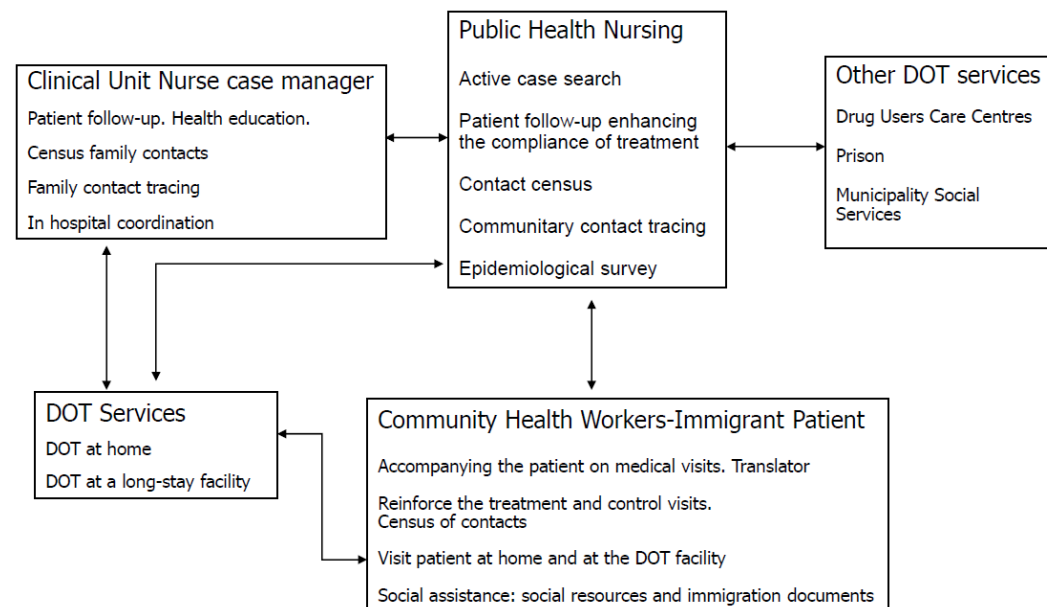 Clinical Unit Nurse case manager
Patient follow-up. Health education.
Census family contacts
Family contact tracing
In hospital coordination
Public Health Nursing
Active case search
Patient follow-up enhancing
the compliance of treatment
Contact census
Communitary contact tracing
Epidemiological survey
Other DOT services
Drug Users Care Centres
Prison
Municipality Social
Services
DOT Services
DOT at home
DOT at a long-stay facility
Community Health Workers-Immigrant Patient
Accompanying the patient on medical visits. Translator
Reinforce the treatment and control visits.
Census of contacts
Visit patient at home and at the DOT facility
Social assistance: social resources and immigration documents